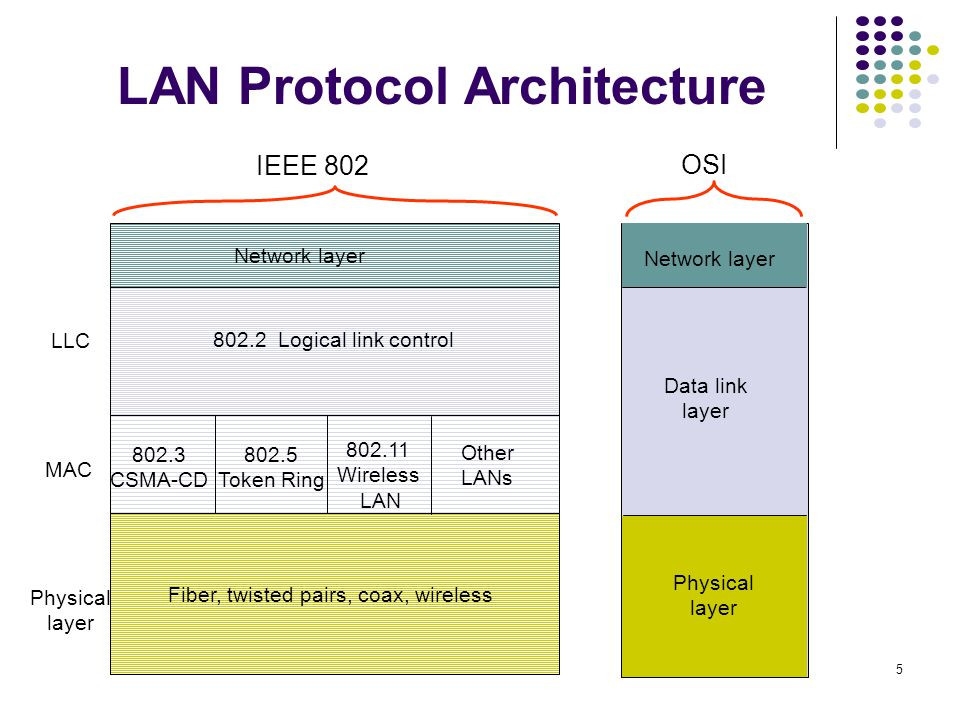 LAN Protocol Architecture
IEEE 802
OSI
Network layer
Network layer
LLC
802.2 Logical link control
Data link
layer
MAC
802.3
CSMA-CD
802.5
Token Ring
802.11
Wireless
LAN
Other
LANs
Physical
layer
Fiber, twisted pairs, coax, wireless
Physical
layer
5